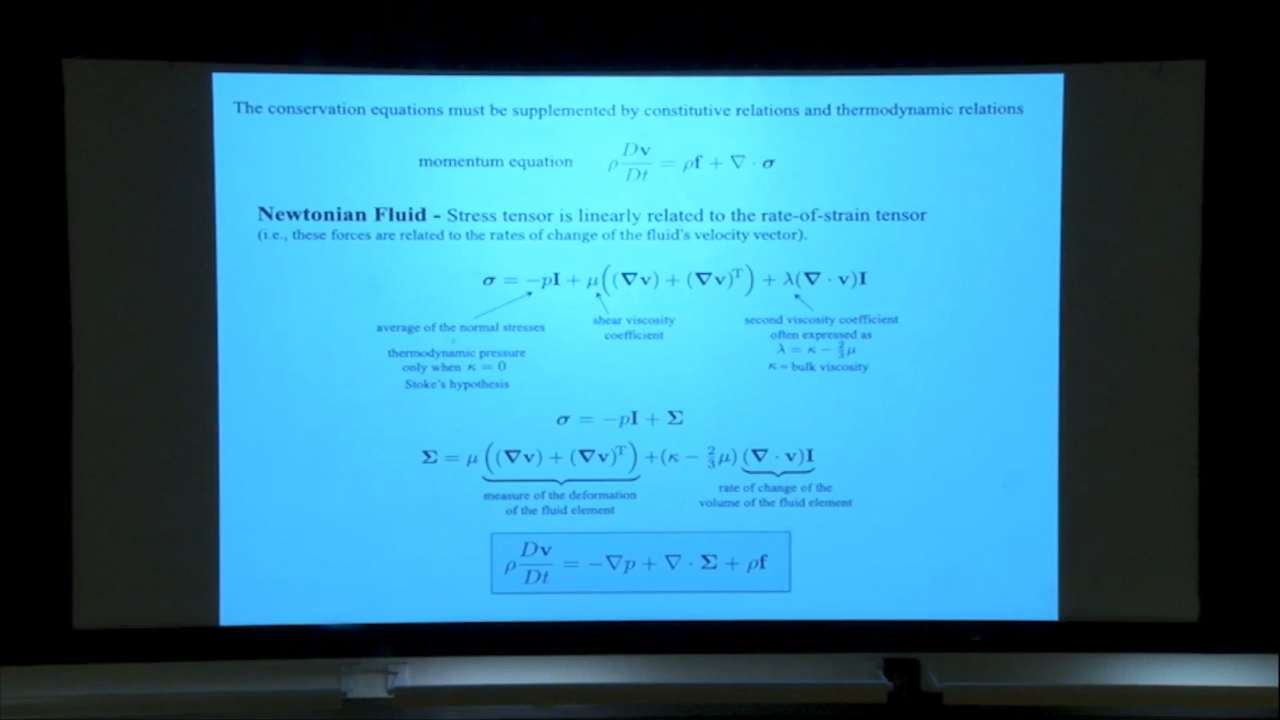 The conservation equations must be supplemented by constitutive relations and thermodynamic relations
momentum equation ρ Dv/Dt = ρf + ∇ · σ
Newtonian Fluid - Stress tensor is linearly related to the rate-of-strain tensor
(i.e., these forces are related to the rates of change of the fluid's velocity vector).
σ = −pI + μ((∇v) + (∇v)ᵀ) + λ(∇ · v)I
average of the normal stresses
thermodynamic pressure
only when κ = 0
Stoke's hypothesis
shear viscosity
coefficient
second viscosity coefficient
often expressed as
λ = κ − ⅔μ
κ = bulk viscosity
σ = −pI + Σ
Σ = μ((∇v) + (∇v)ᵀ) +(κ − ⅔μ) (∇ · v)I
measure of the deformation
of the fluid element
rate of change of the
volume of the fluid element
ρ Dv/Dt = −∇p + ∇ · Σ + ρf